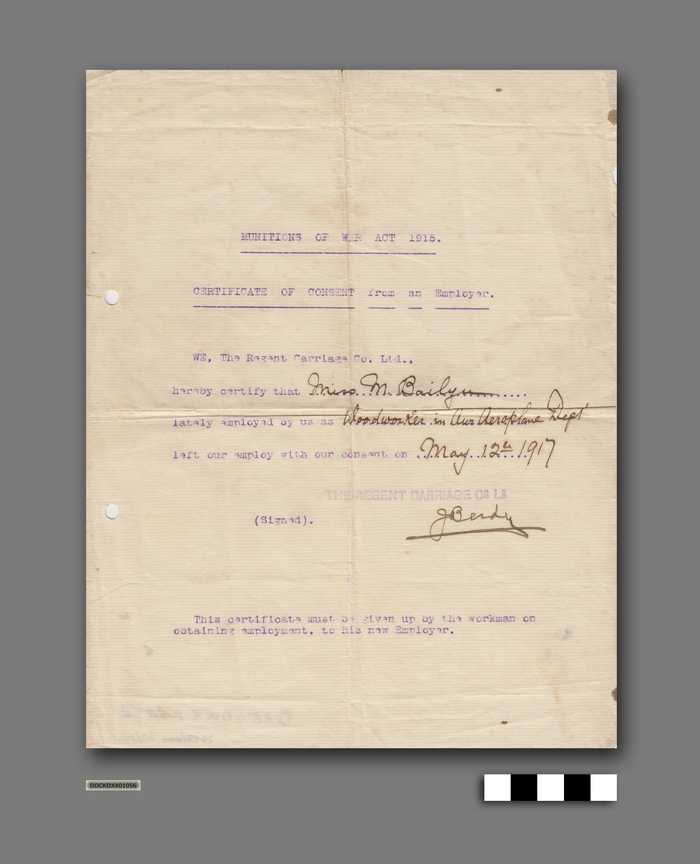 MUNITIONS OF WAR ACT 1915.
CERTIFICATE OF CONSENT from an Employer.
WE, The Regent Carriage Co. Ltd.,
hereby certify that Miss. M. Baily
lately employed by us as Woodworker in Our Aeroplane Dept
left our employ with our consent on May 12th 1917
THE REGENT CARRIAGE Co Ld
(Signed).
This certificate must be given up by the workman on
obtaining employment, to his new Employer.
DOCKDXX01056